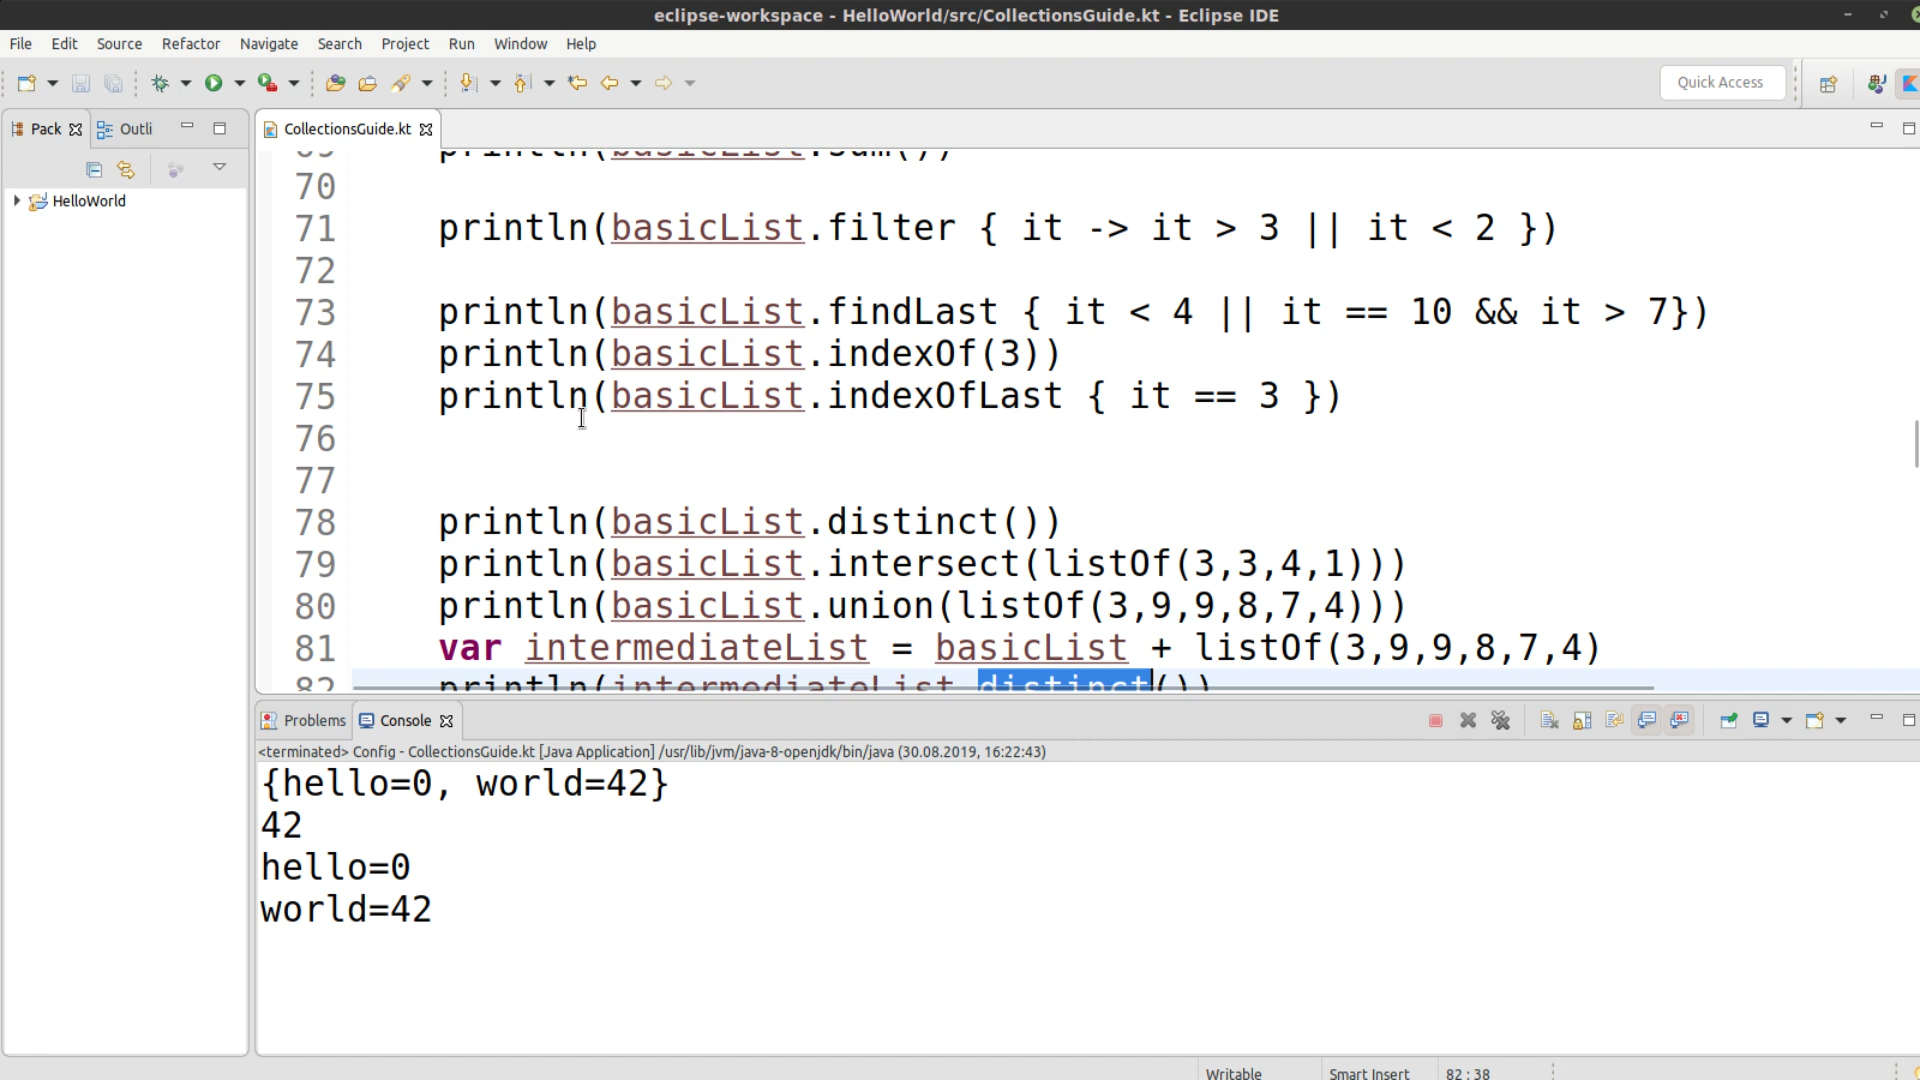 eclipse-workspace - HelloWorld/src/CollectionsGuide.kt - Eclipse IDE
File Edit Source Refactor Navigate Search Project Run Window Help
Quick Access
Pack Outli CollectionsGuide.kt
HelloWorld
69 println(basicList.sum())
70
71 println(basicList.filter { it -> it > 3 || it < 2 })
72
73 println(basicList.findLast { it < 4 || it == 10 && it > 7})
74 println(basicList.indexOf(3))
75 println(basicList.indexOfLast { it == 3 })
76
77
78 println(basicList.distinct())
79 println(basicList.intersect(listOf(3,3,4,1)))
80 println(basicList.union(listOf(3,9,9,8,7,4)))
81 var intermediateList = basicList + listOf(3,9,9,8,7,4)
82 println(intermediateList.distinct())
Problems Console
<terminated> Config - CollectionsGuide.kt [Java Application] /usr/lib/jvm/java-8-openjdk/bin/java (30.08.2019, 16:22:43)
{hello=0, world=42}
42
hello=0
world=42
Writable Smart Insert 82 : 38